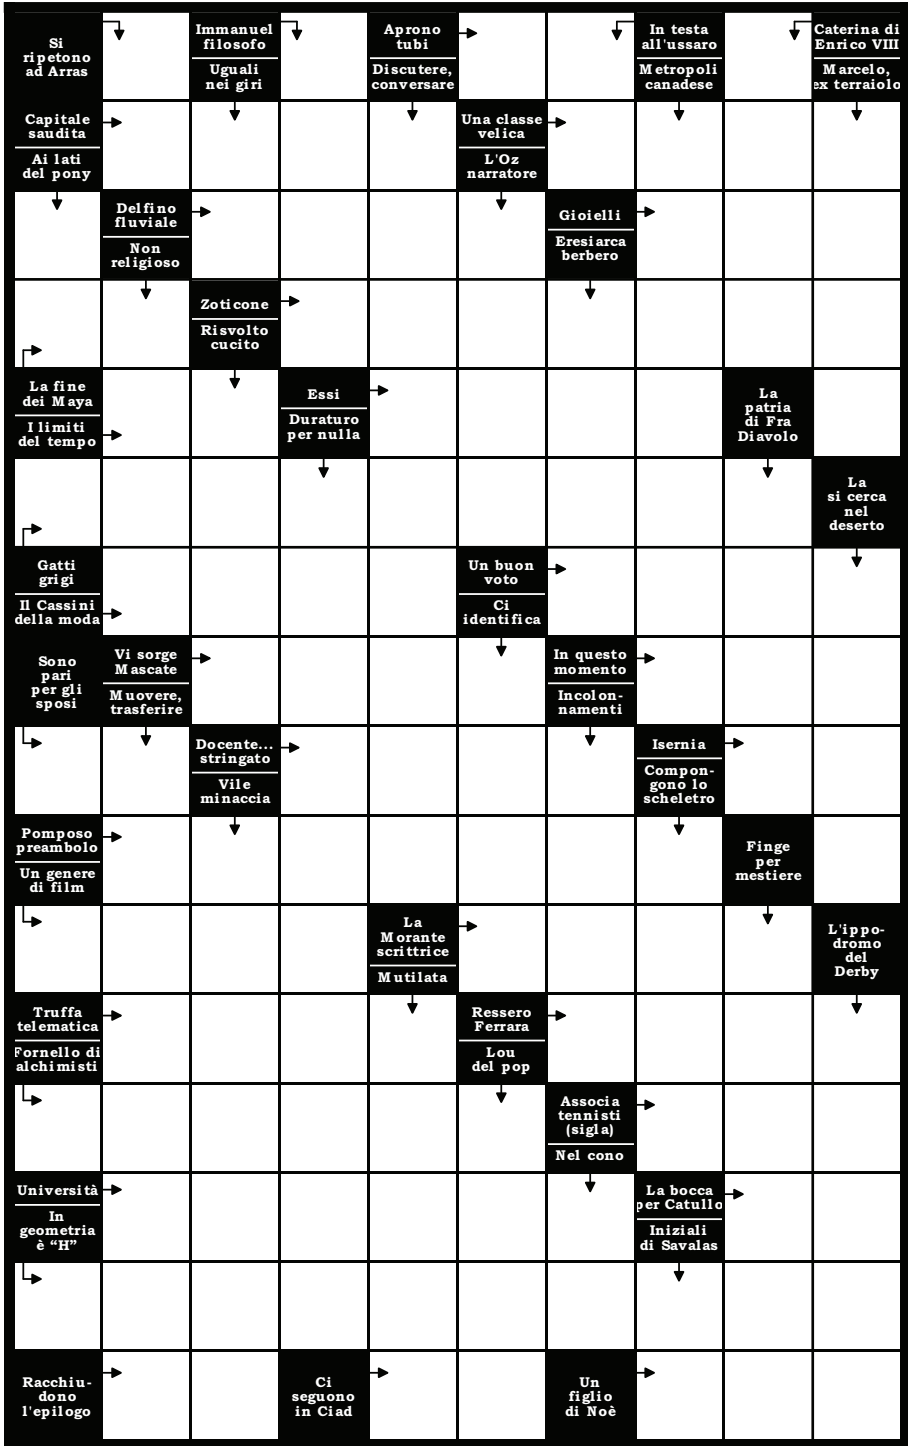 Si
ripetono
ad Arras
Immanuel
filosofo
Uguali
nei giri
Aprono
tubi
Discutere,
conversare
In testa
all'ussaro
Metropoli
canadese
Caterina di
Enrico VIII
Marcelo,
ex terraiolo
Capitale
saudita
Ai lati
del pony
Una classe
velica
L'Oz
narratore
Delfino
fluviale
Non
religioso
Gioielli
Eresiarca
berbero
Zoticone
Risvolto
cucito
La fine
dei Maya
I limiti
del tempo
Essi
Duraturo
per nulla
La
patria
di Fra
Diavolo
La
si cerca
nel
deserto
Gatti
grigi
Il Cassini
della moda
Un buon
voto
Ci
identifica
Sono
pari
per gli
sposi
Vi sorge
Mascate
Muovere,
trasferire
In questo
momento
Incolon-
namenti
Docente...
stringato
Vile
minaccia
Isernia
Compon-
gono lo
scheletro
Pomposo
preambolo
Un genere
di film
Finge
per
mestiere
La
Morante
scrittrice
Mutilata
L'ippo-
dromo
del
Derby
Truffa
telematica
Fornello di
alchimisti
Ressero
Ferrara
Lou
del pop
Associa
tennisti
(sigla)
Nel cono
Università
In
geometria
è “H”
La bocca
per Catullo
Iniziali
di Savalas
Racchiu-
dono
l'epilogo
Ci
seguono
in Ciad
Un
figlio
di Noè